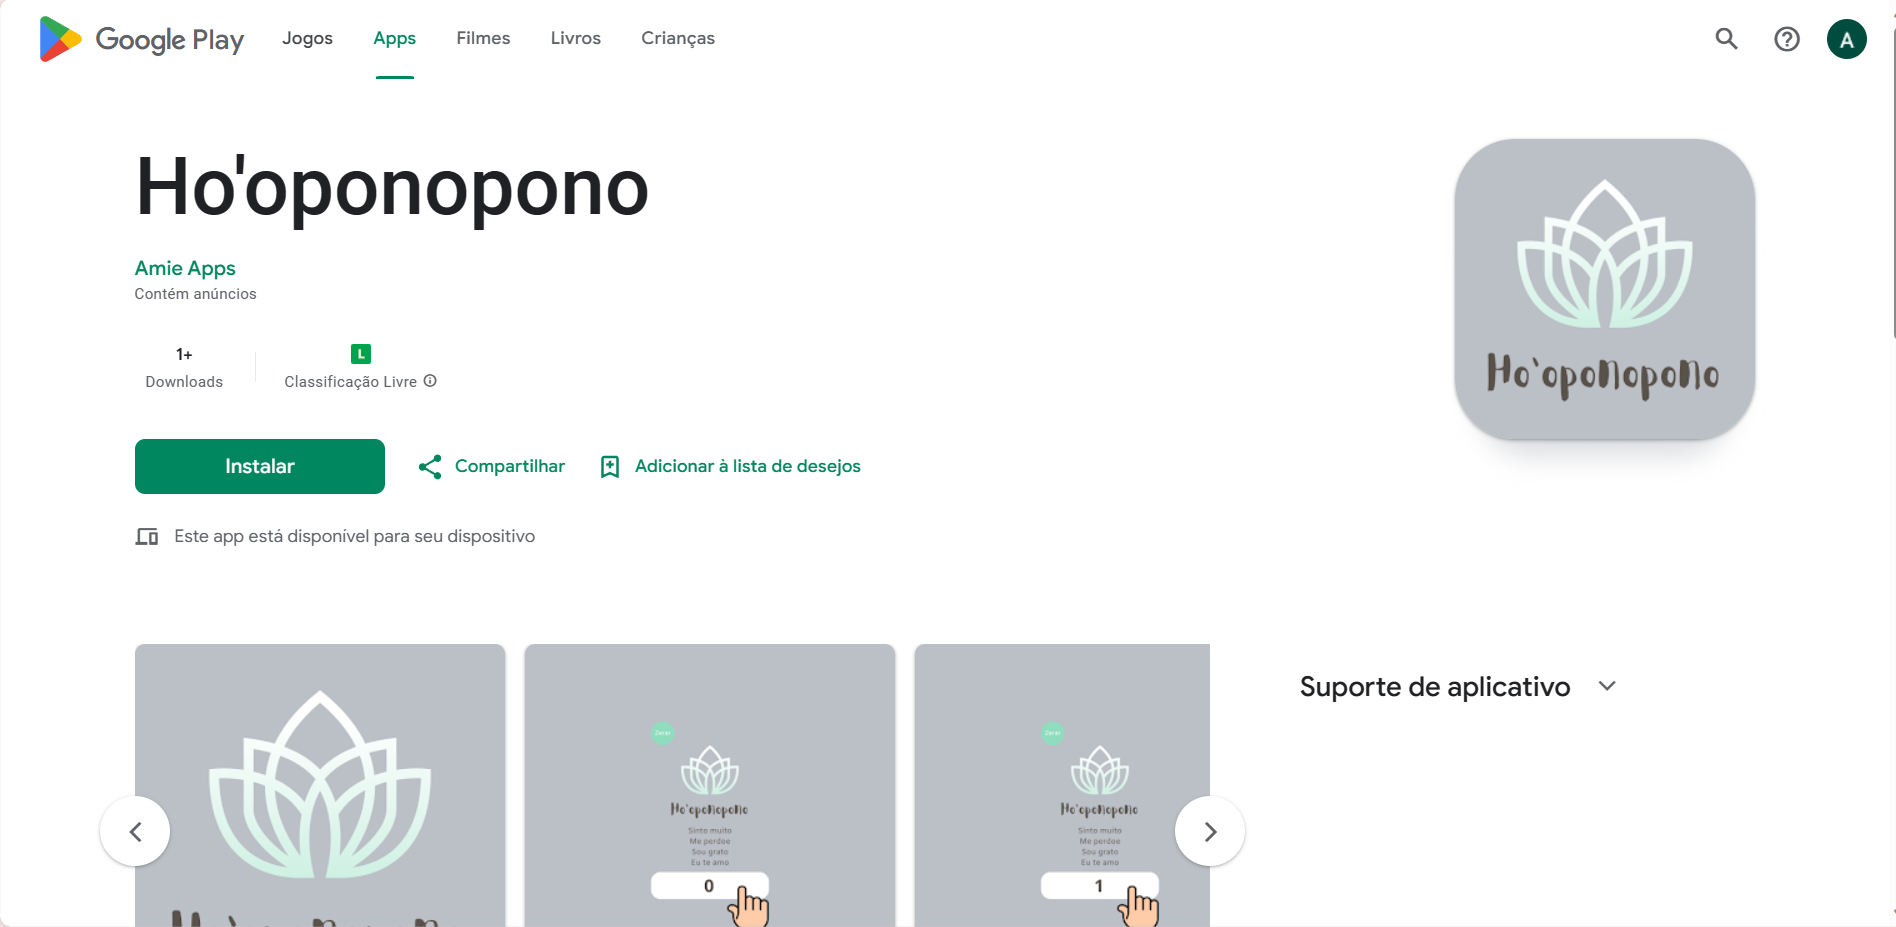 Google Play Jogos Apps Filmes Livros Crianças A
Ho'oponopono
Amie Apps
Contém anúncios
1+
Downloads
L
Classificação Livre
Ho'oponopono
Instalar Compartilhar Adicionar à lista de desejos
Este app está disponível para seu dispositivo
Suporte de aplicativo
Zerar
Ho'oponopono
Sinto muito
Me perdoe
Sou grato
Eu te amo
0
Zerar
Ho'oponopono
Sinto muito
Me perdoe
Sou grato
Eu te amo
1